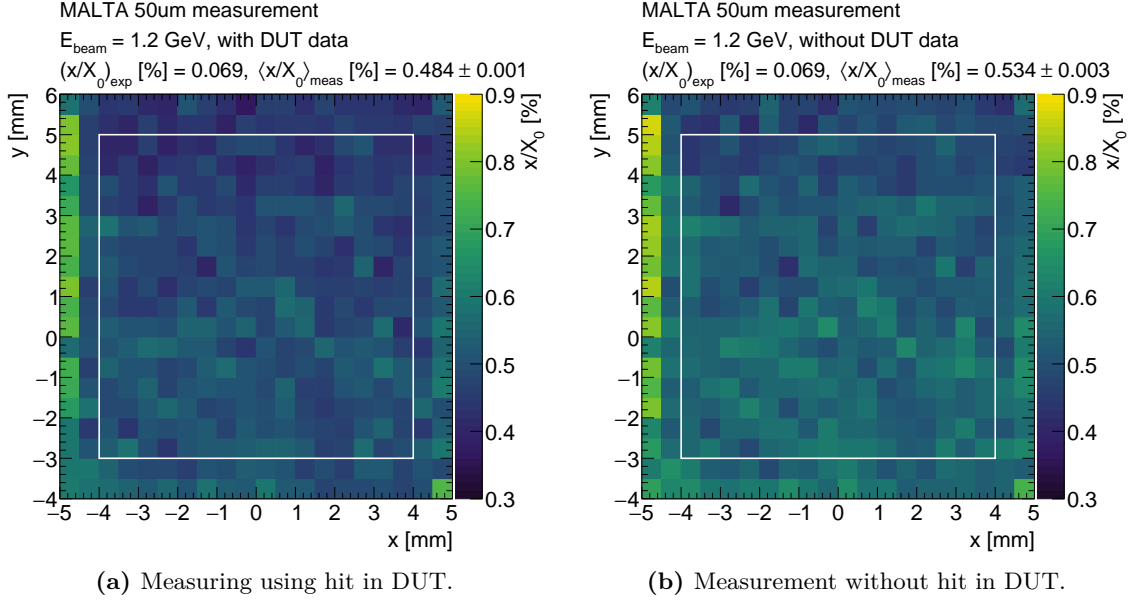 MALTA 50um measurement
E_beam = 1.2 GeV, with DUT data
(x/X_0)_exp [%] = 0.069, ⟨x/X_0⟩_meas [%] = 0.484 ± 0.001
y [mm]
6
5
4
3
2
1
0
−1
−2
−3
−4
−5 −4 −3 −2 −1 0 1 2 3 4 5
x [mm]
0.9
0.8
0.7
0.6
0.5
0.4
0.3
x/X_0 [%]
(a) Measuring using hit in DUT.
MALTA 50um measurement
E_beam = 1.2 GeV, without DUT data
(x/X_0)_exp [%] = 0.069, ⟨x/X_0⟩_meas [%] = 0.534 ± 0.003
y [mm]
6
5
4
3
2
1
0
−1
−2
−3
−4
−5 −4 −3 −2 −1 0 1 2 3 4 5
x [mm]
0.9
0.8
0.7
0.6
0.5
0.4
0.3
x/X_0 [%]
(b) Measurement without hit in DUT.